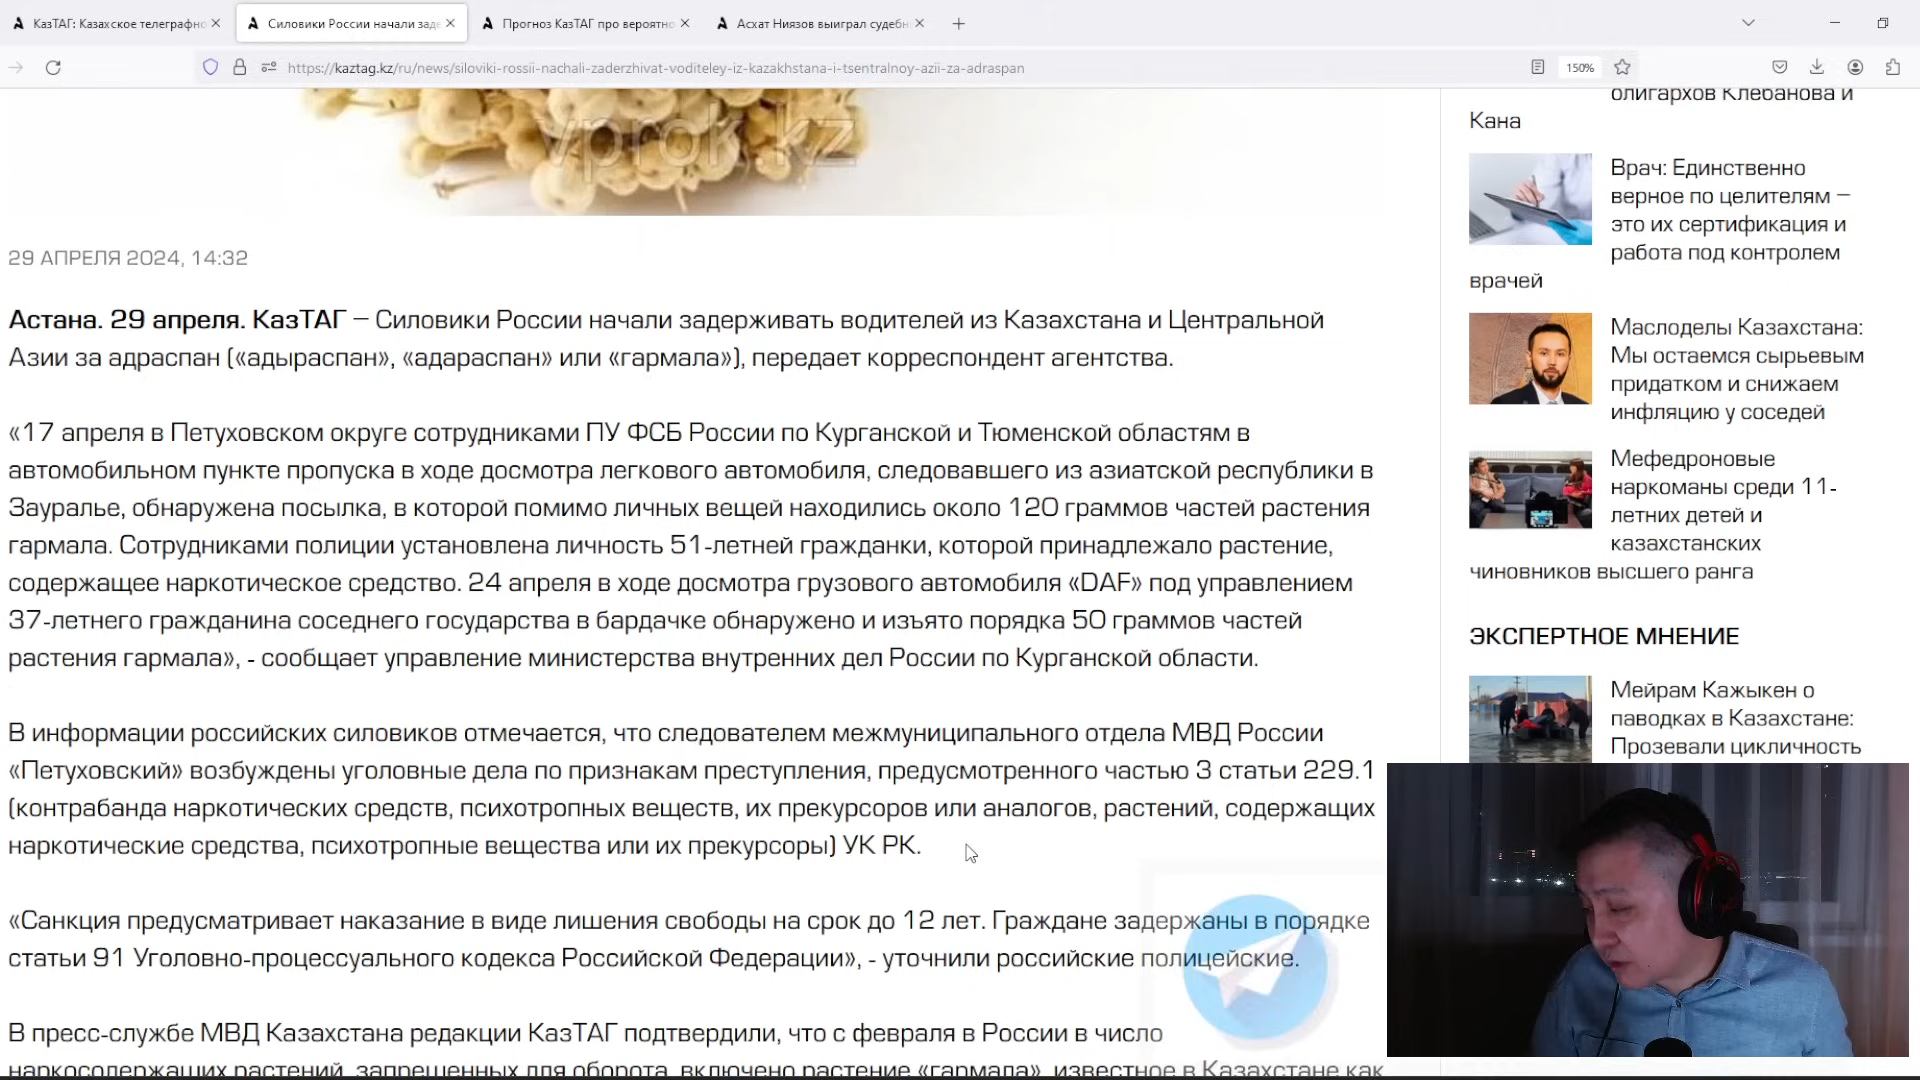 КазТАГ: Казахское телеграфно
Силовики России начали заде
Прогноз КазТАГ про вероятно
Асхат Ниязов выиграл судебн
https://kaztag.kz/ru/news/siloviki-rossii-nachali-zaderzhivat-voditeley-iz-kazakhstana-i-tsentralnoy-azii-za-adraspan
150%
vprok.kz
29 АПРЕЛЯ 2024, 14:32
Астана. 29 апреля. КазТАГ – Силовики России начали задерживать водителей из Казахстана и Центральной
Азии за адраспан («адыраспан», «адараспан» или «гармала»), передает корреспондент агентства.
«17 апреля в Петуховском округе сотрудниками ПУ ФСБ России по Курганской и Тюменской областям в
автомобильном пункте пропуска в ходе досмотра легкового автомобиля, следовавшего из азиатской республики в
Зауралье, обнаружена посылка, в которой помимо личных вещей находились около 120 граммов частей растения
гармала. Сотрудниками полиции установлена личность 51-летней гражданки, которой принадлежало растение,
содержащее наркотическое средство. 24 апреля в ходе досмотра грузового автомобиля «DAF» под управлением
37-летнего гражданина соседнего государства в бардачке обнаружено и изъято порядка 50 граммов частей
растения гармала», - сообщает управление министерства внутренних дел России по Курганской области.
В информации российских силовиков отмечается, что следователем межмуниципального отдела МВД России
«Петуховский» возбуждены уголовные дела по признакам преступления, предусмотренного частью 3 статьи 229.1
(контрабанда наркотических средств, психотропных веществ, их прекурсоров или аналогов, растений, содержащих
наркотические средства, психотропные вещества или их прекурсоры) УК РК.
«Санкция предусматривает наказание в виде лишения свободы на срок до 12 лет. Граждане задержаны в порядке
статьи 91 Уголовно-процессуального кодекса Российской Федерации», - уточнили российские полицейские.
В пресс-службе МВД Казахстана редакции КазТАГ подтвердили, что с февраля в России в число
наркосодержащих растений, запрещенных для оборота, включено растение «гармала», известное в Казахстане как
олигархов Клебанова и
Кана
Врач: Единственно
верное по целителям –
это их сертификация и
работа под контролем
врачей
Маслоделы Казахстана:
Мы остаемся сырьевым
придатком и снижаем
инфляцию у соседей
Мефедроновые
наркоманы среди 11-
летних детей и
казахстанских
чиновников высшего ранга
ЭКСПЕРТНОЕ МНЕНИЕ
Мейрам Кажыкен о
паводках в Казахстане:
Прозевали цикличность